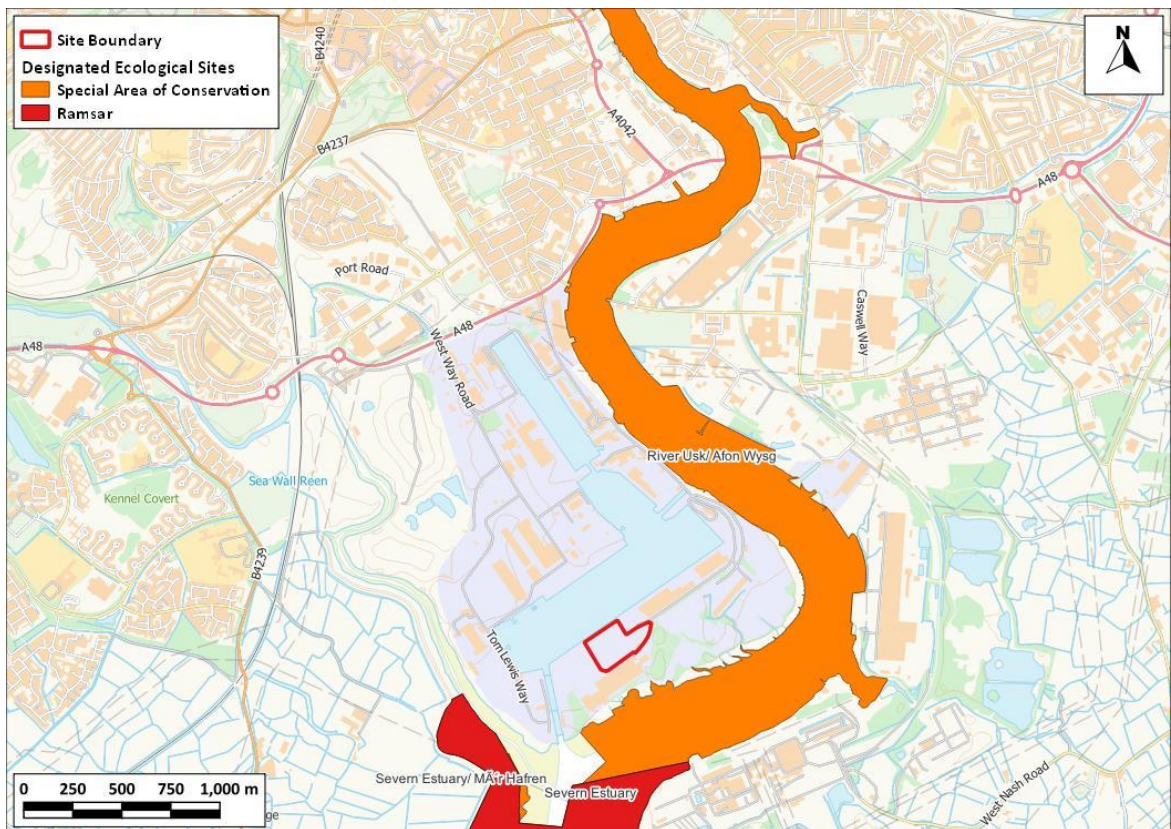 Site Boundary
Designated Ecological Sites
Special Area of Conservation
Ramsar
N
B4240
B4237
A4042
A48
Port Road
A48
A48
West Way Road
Caswell Way
River Usk/ Afon Wysg
Sea Wall Reen
Kennel Covert
B4239
Tom Lewis Way
Severn Estuary/ MÃ´r Hafren
Severn Estuary
West Nash Road
0 250 500 750 1,000 m
ge